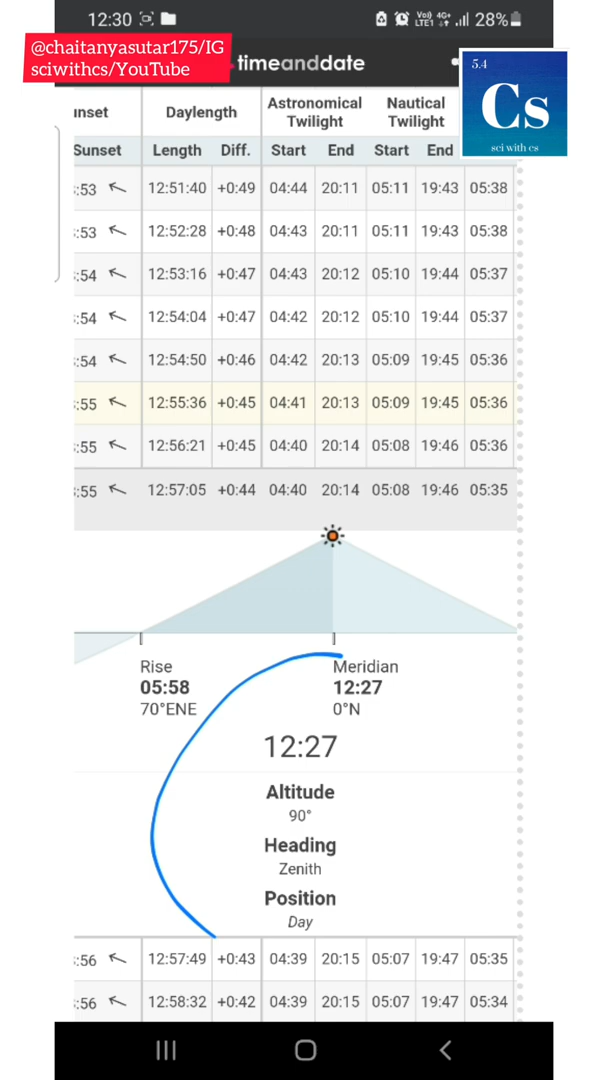 12:30 28%
@chaitanyasutar175/IG
sciwithcs/YouTube
timeanddate
5.4
Cs
sci with cs
unset Daylength Astronomical Twilight Nautical Twilight
Sunset Length Diff. Start End Start End
:53 12:51:40 +0:49 04:44 20:11 05:11 19:43 05:38
:53 12:52:28 +0:48 04:43 20:11 05:11 19:43 05:38
:54 12:53:16 +0:47 04:43 20:12 05:10 19:44 05:37
:54 12:54:04 +0:47 04:42 20:12 05:10 19:44 05:37
:54 12:54:50 +0:46 04:42 20:13 05:09 19:45 05:36
:55 12:55:36 +0:45 04:41 20:13 05:09 19:45 05:36
:55 12:56:21 +0:45 04:40 20:14 05:08 19:46 05:36
:55 12:57:05 +0:44 04:40 20:14 05:08 19:46 05:35
Rise Meridian
05:58 12:27
70°ENE 0°N
12:27
Altitude
90°
Heading
Zenith
Position
Day
:56 12:57:49 +0:43 04:39 20:15 05:07 19:47 05:35
:56 12:58:32 +0:42 04:39 20:15 05:07 19:47 05:34